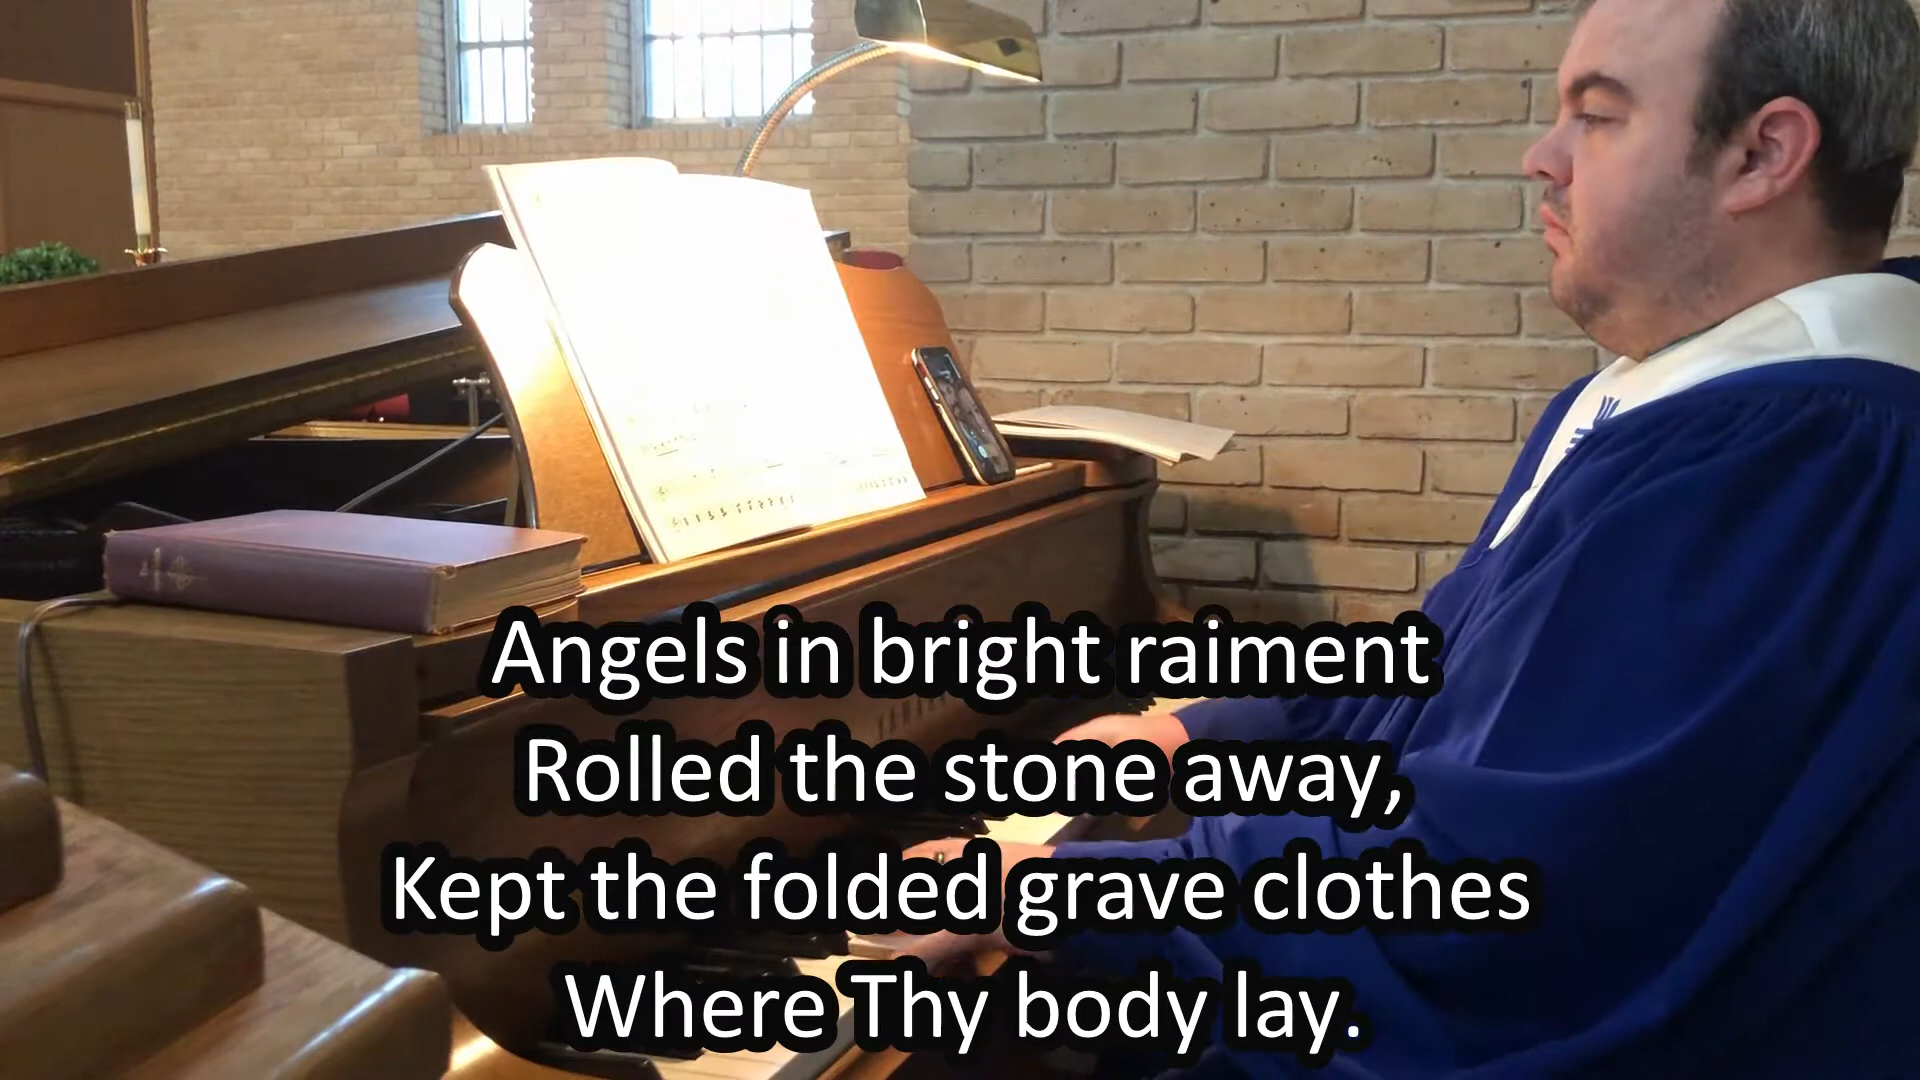 Angels in bright raiment
Rolled the stone away,
Kept the folded grave clothes
Where Thy body lay.